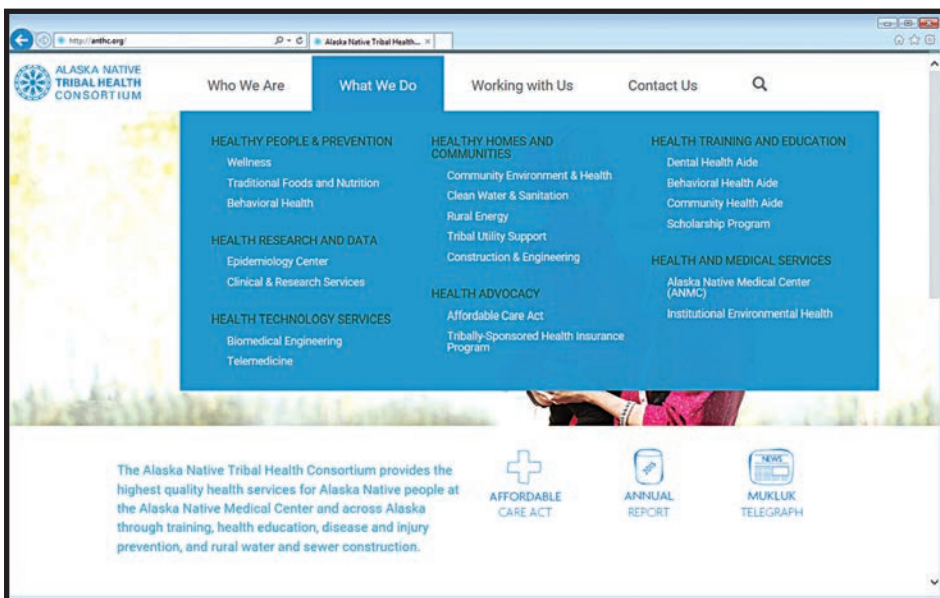 http://anthc.org/
Alaska Native Tribal Health...
ALASKA NATIVE
TRIBAL HEALTH
CONSORTIUM
Who We Are
What We Do
Working with Us
Contact Us
HEALTHY PEOPLE & PREVENTION
Wellness
Traditional Foods and Nutrition
Behavioral Health
HEALTH RESEARCH AND DATA
Epidemiology Center
Clinical & Research Services
HEALTH TECHNOLOGY SERVICES
Biomedical Engineering
Telemedicine
HEALTHY HOMES AND
COMMUNITIES
Community Environment & Health
Clean Water & Sanitation
Rural Energy
Tribal Utility Support
Construction & Engineering
HEALTH ADVOCACY
Affordable Care Act
Tribally-Sponsored Health Insurance
Program
HEALTH TRAINING AND EDUCATION
Dental Health Aide
Behavioral Health Aide
Community Health Aide
Scholarship Program
HEALTH AND MEDICAL SERVICES
Alaska Native Medical Center
(ANMC)
Institutional Environmental Health
The Alaska Native Tribal Health Consortium provides the
highest quality health services for Alaska Native people at
the Alaska Native Medical Center and across Alaska
through training, health education, disease and injury
prevention, and rural water and sewer construction.
AFFORDABLE
CARE ACT
ANNUAL
REPORT
NEWS
MUKLUK
TELEGRAPH